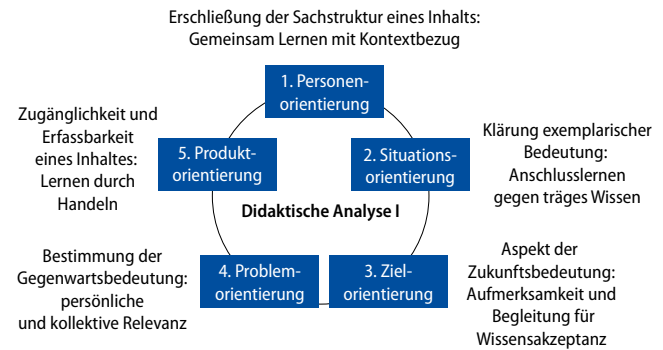 Erschließung der Sachstruktur eines Inhalts:
Gemeinsam Lernen mit Kontextbezug
1. Personen-
orientierung
Zugänglichkeit und
Erfassbarkeit
eines Inhaltes:
Lernen durch
Handeln
5. Produkt-
orientierung
2. Situations-
orientierung
Klärung exemplarischer
Bedeutung:
Anschlusslernen
gegen träges Wissen
Didaktische Analyse I
Bestimmung der
Gegenwartsbedeutung:
persönliche
und kollektive Relevanz
4. Problem-
orientierung
3. Ziel-
orientierung
Aspekt der
Zukunftsbedeutung:
Aufmerksamkeit und
Begleitung für
Wissensakzeptanz